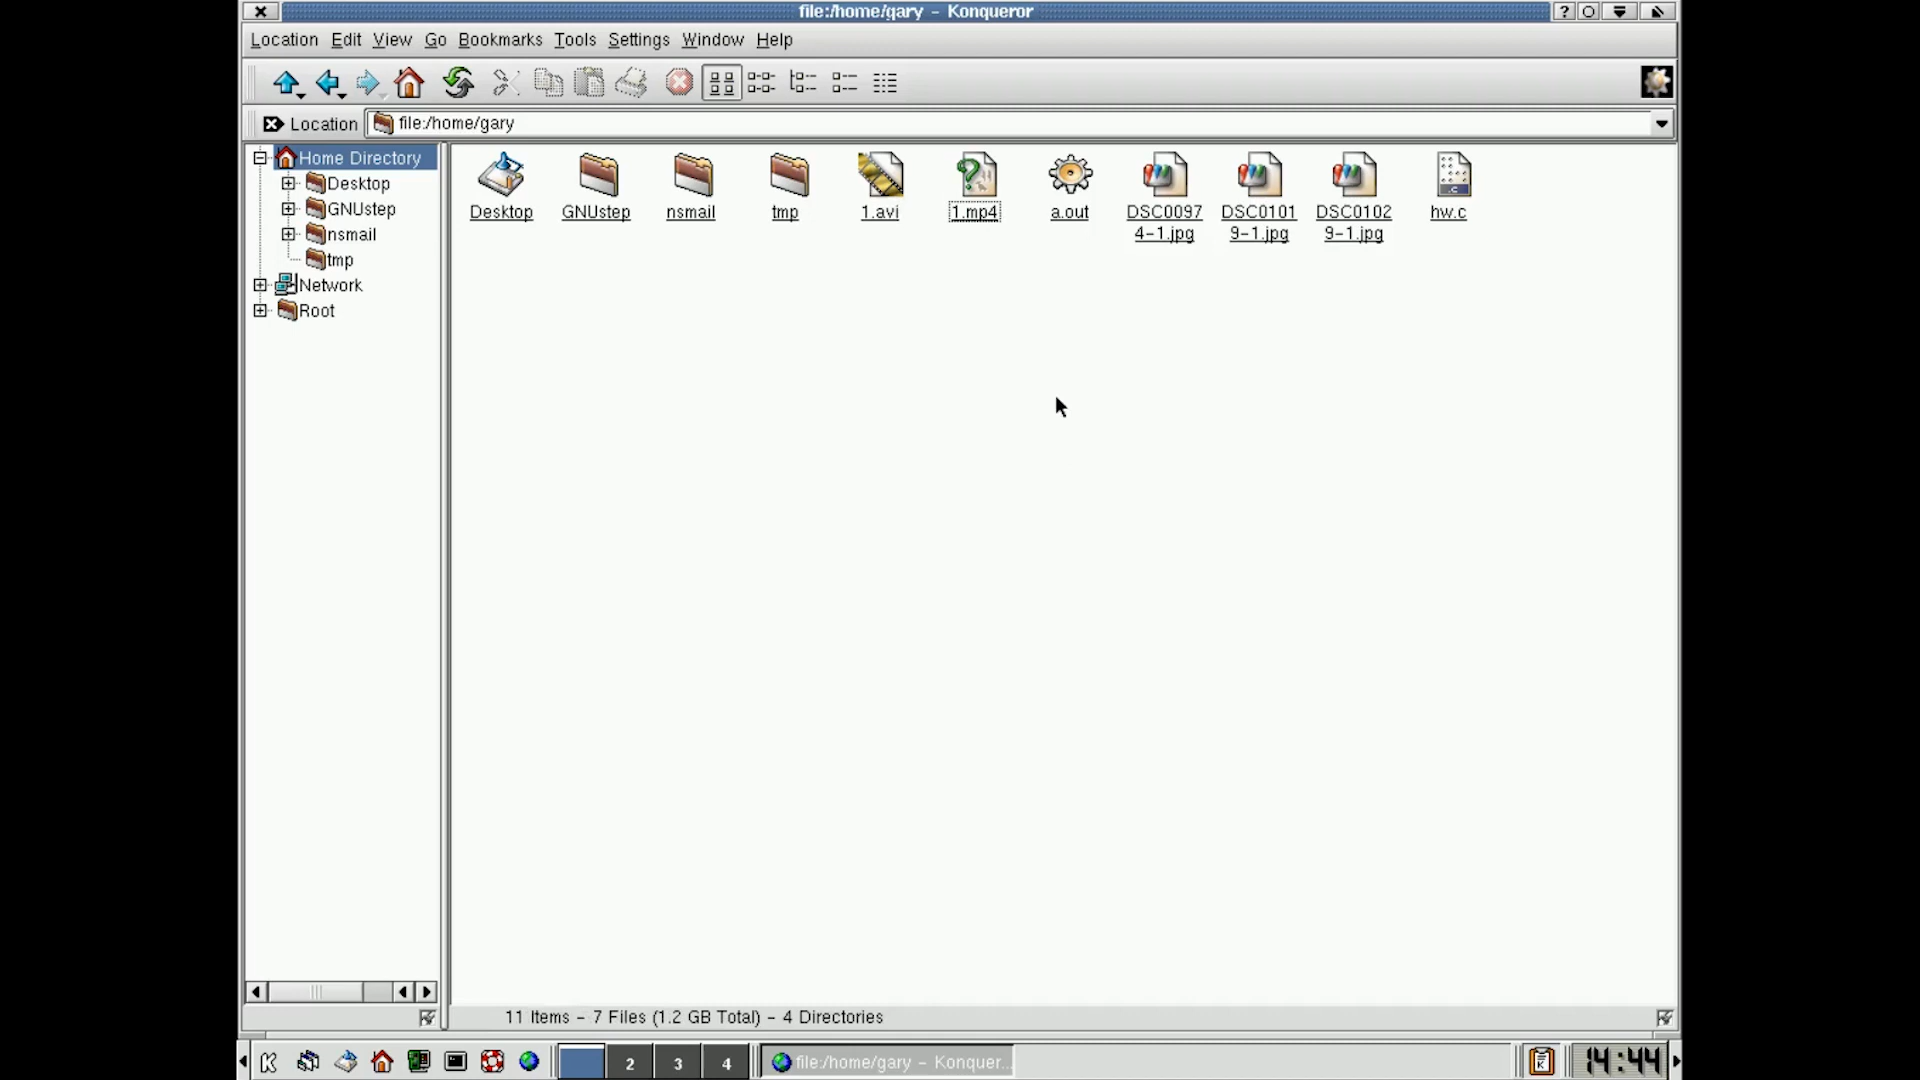 file:/home/gary – Konqueror
Location Edit View Go Bookmarks Tools Settings Window Help
Location file:/home/gary
Home Directory
Desktop
GNUstep
nsmail
tmp
Network
Root
Desktop GNUstep nsmail tmp 1.avi 1.mp4 a.out DSC0097 DSC0101 DSC0102 hw.c
4-1.jpg 9-1.jpg 9-1.jpg
11 Items - 7 Files (1.2 GB Total) - 4 Directories
2 3 4 file:/home/gary – Konquer... 14:44